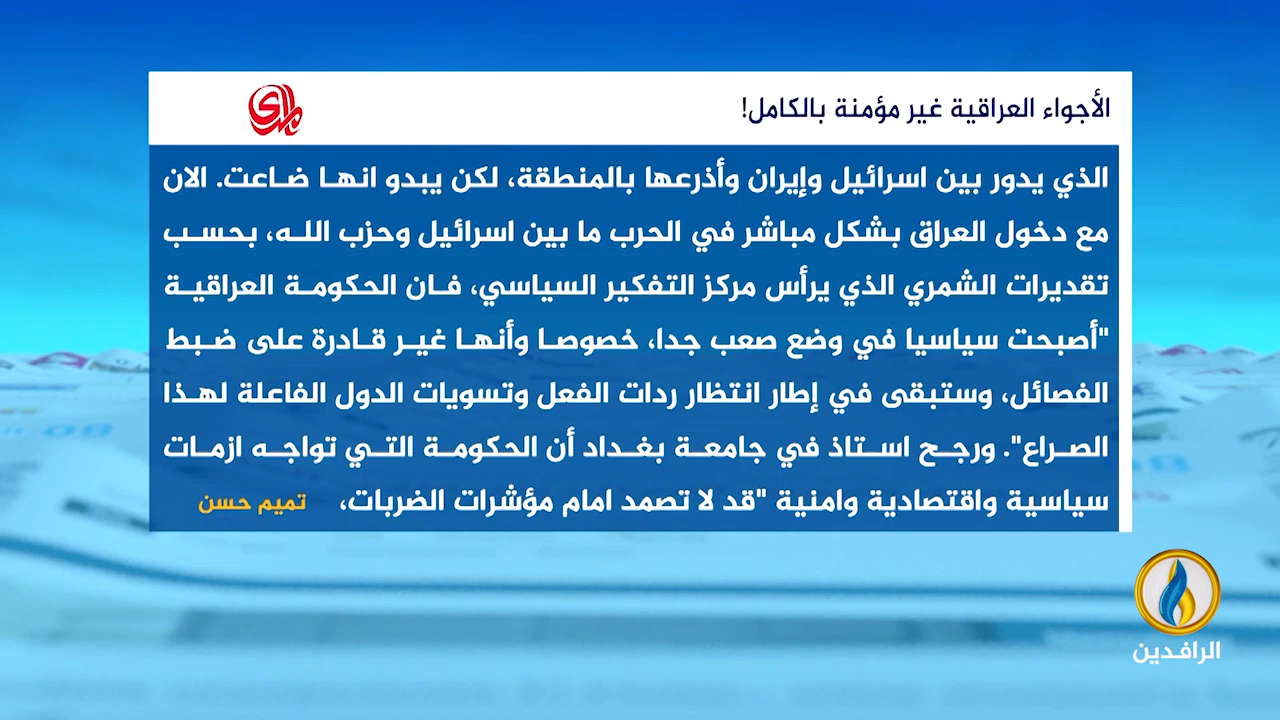 الأجواء العراقية غير مؤمنة بالكامل!
المدى
الذي يدور بين اسرائيل وإيران وأذرعها بالمنطقة، لكن يبدو انها ضاعت. الان
مع دخول العراق بشكل مباشر في الحرب ما بين اسرائيل وحزب الله، بحسب
تقديرات الشمري الذي يرأس مركز التفكير السياسي، فان الحكومة العراقية
"أصبحت سياسيا في وضع صعب جدا، خصوصا وأنها غير قادرة على ضبط
الفصائل، وستبقى في إطار انتظار ردات الفعل وتسويات الدول الفاعلة لهذا
الصراع". ورجح استاذ في جامعة بغداد أن الحكومة التي تواجه ازمات
سياسية واقتصادية وامنية "قد لا تصمد امام مؤشرات الضربات،
تميم حسن
الرافدين